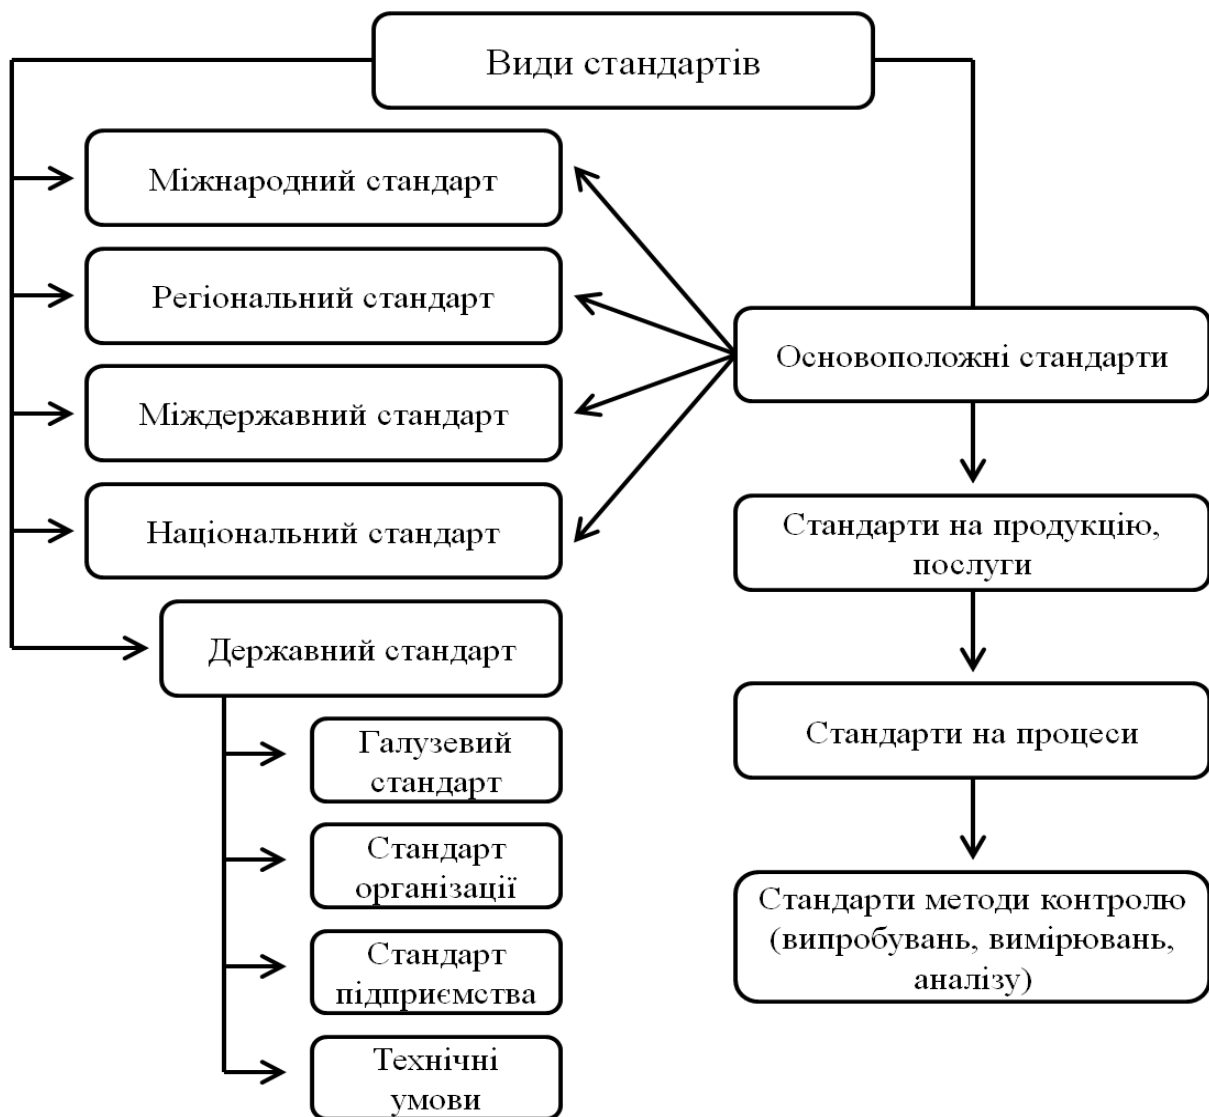 Види стандартів
Міжнародний стандарт
Регіональний стандарт
Міждержавний стандарт
Національний стандарт
Державний стандарт
Галузевий
стандарт
Стандарт
організації
Стандарт
підприємства
Технічні
умови
Основоположні стандарти
Стандарти на продукцію,
послуги
Стандарти на процеси
Стандарти методи контролю
(випробувань, вимірювань,
аналізу)